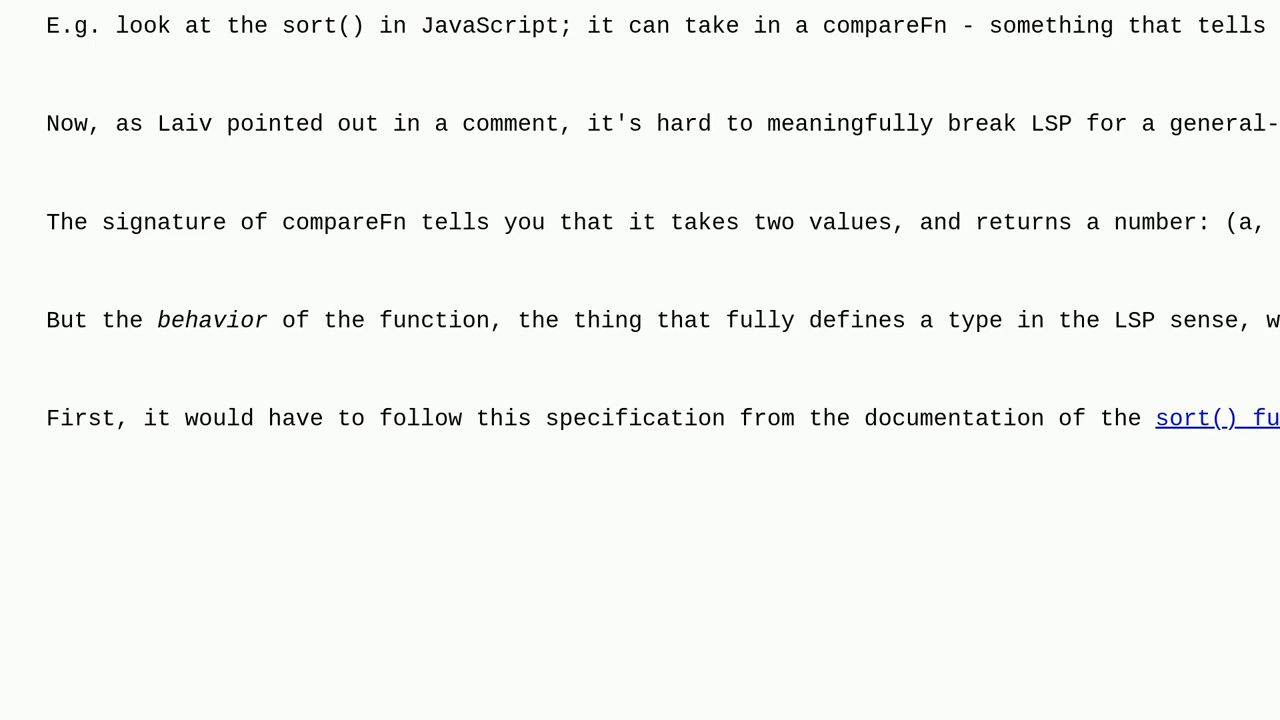 E.g. look at the sort() in JavaScript; it can take in a compareFn - something that tells
Now, as Laiv pointed out in a comment, it's hard to meaningfully break LSP for a general-
The signature of compareFn tells you that it takes two values, and returns a number: (a,
But the behavior of the function, the thing that fully defines a type in the LSP sense, w
First, it would have to follow this specification from the documentation of the sort() fu